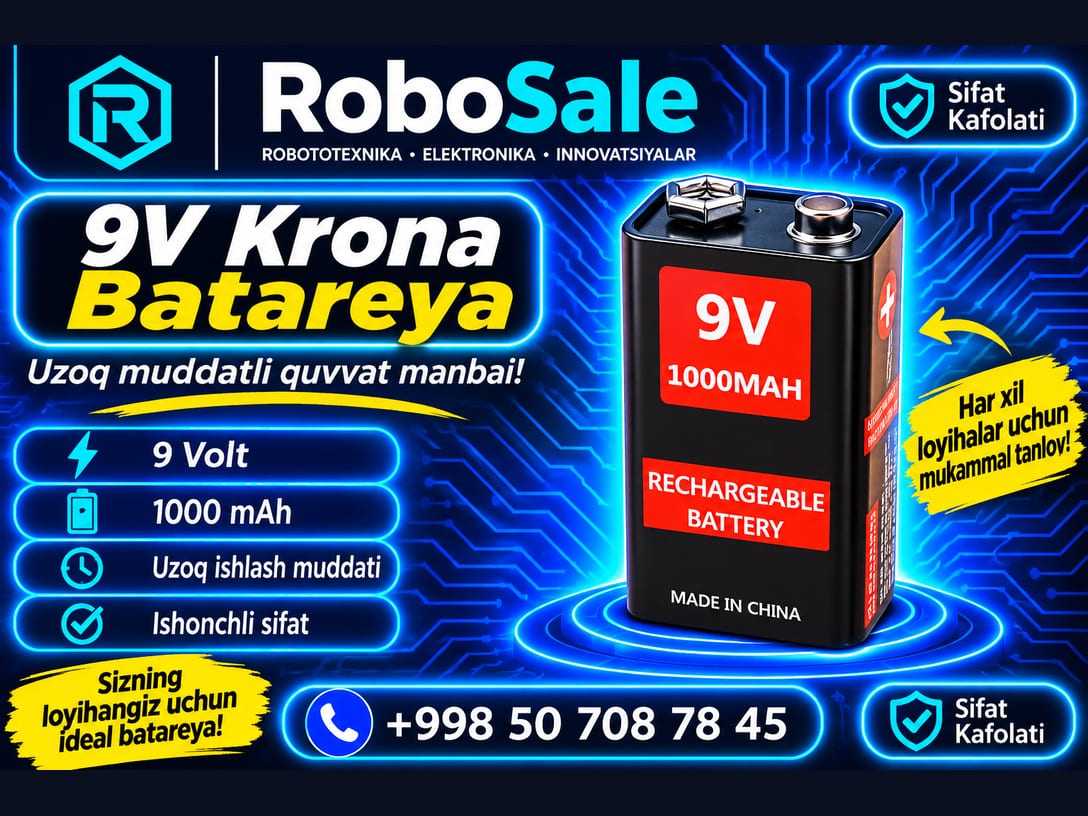 RoboSale
ROBOTOTEXNIKA • ELEKTRONIKA • INNOVATSIYALAR
Sifat
Kafolati
9V Krona
Batareya
Uzoq muddatli quvvat manbai!
9 Volt
1000 mAh
Uzoq ishlash muddati
Ishonchli sifat
9V
1000MAH
RECHARGEABLE
BATTERY
MADE IN CHINA
Har xil
loyihalar uchun
mukammal tanlov!
Sizning
loyihangiz uchun
ideal batareya!
+998 50 708 78 45
Sifat
Kafolati